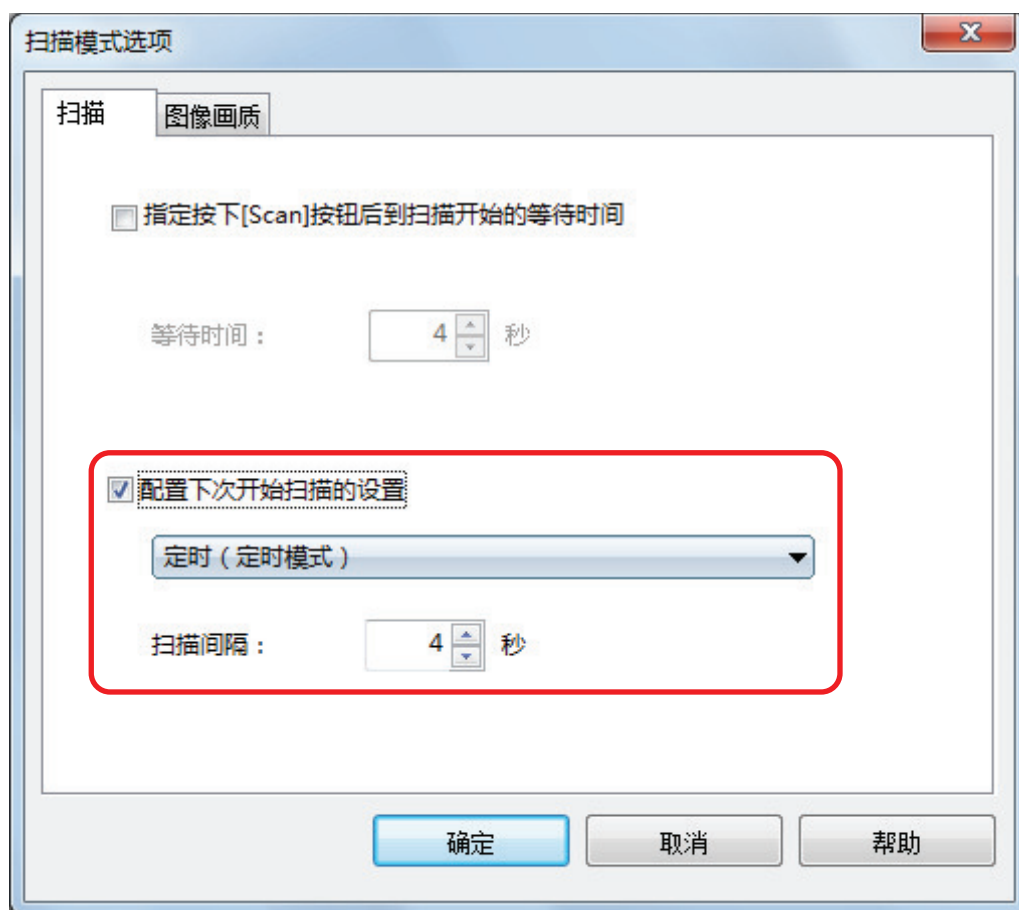 扫描模式选项
扫描 图像画质
指定按下[Scan]按钮后到扫描开始的等待时间
等待时间： 4 秒
配置下次开始扫描的设置
定时（定时模式）
扫描间隔： 4 秒
确定 取消 帮助